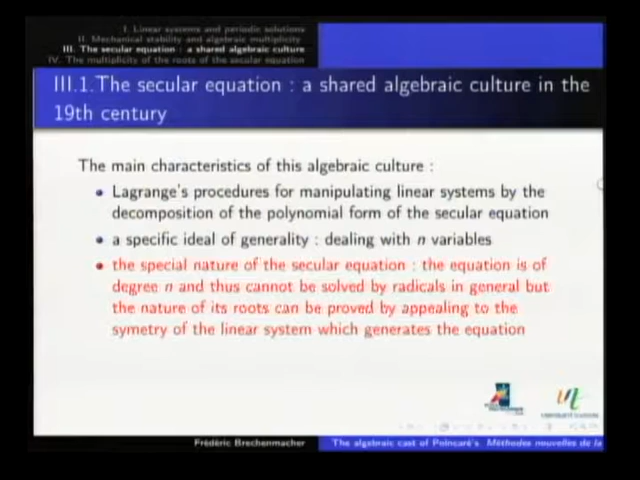 I. Linear systems and periodic solutions
II. Mechanical stability and algebraic multiplicity
III. The secular equation : a shared algebraic culture
IV. The multiplicity of the roots of the secular equation
III.1.The secular equation : a shared algebraic culture in the
19th century
The main characteristics of this algebraic culture :
Lagrange's procedures for manipulating linear systems by the
decomposition of the polynomial form of the secular equation
a specific ideal of generality : dealing with n variables
the special nature of the secular equation : the equation is of
degree n and thus cannot be solved by radicals in general but
the nature of its roots can be proved by appealing to the
symetry of the linear system which generates the equation
Frédéric Brechenmacher
The algebraic cast of Poincaré's Méthodes nouvelles de la